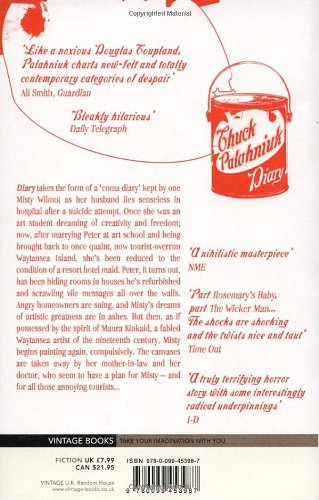 'Like a noxious Douglas Coupland,
Palahniuk charts new-felt and totally
contemporary categories of despair'
Ali Smith, Guardian
'Bleakly hilarious'
Daily Telegraph
Chuck
Palahniuk
Diary
Diary takes the form of a 'coma diary' kept by one
Misty Wilmot as her husband lies senseless in
hospital after a suicide attempt. Once she was an
art student dreaming of creativity and freedom;
now, after marrying Peter at art school and being
brought back to once quaint, now tourist-overrun
Waytansea Island, she's been reduced to the
condition of a resort hotel maid. Peter, it turns out,
has been hiding rooms in houses he's refurbished
and scrawling vile messages all over the walls.
Angry homeowners are suing, and Misty's dreams
of artistic greatness are in ashes. But then, as if
possessed by the spirit of Maura Kinkaid, a fabled
Waytansea artist of the nineteenth century, Misty
begins painting again, compulsively. The canvases
are taken away by her mother-in-law and her
doctor, who seem to have a plan for Misty – and
for all those annoying tourists...
'A nihilistic masterpiece'
NME
'Part Rosemary's Baby,
part The Wicker Man...
The shocks are shocking
and the twists nice and taut'
Time Out
'A truly terrifying horror
story with some interestingly
radical underpinnings'
I-D
VINTAGE BOOKS TAKE YOUR IMAGINATION WITH YOU
FICTION UK £7.99
CAN $21.95
VINTAGE U.K. Random House
www.vintage-books.co.uk
ISBN 978-0-099-45398-7
9780099453987